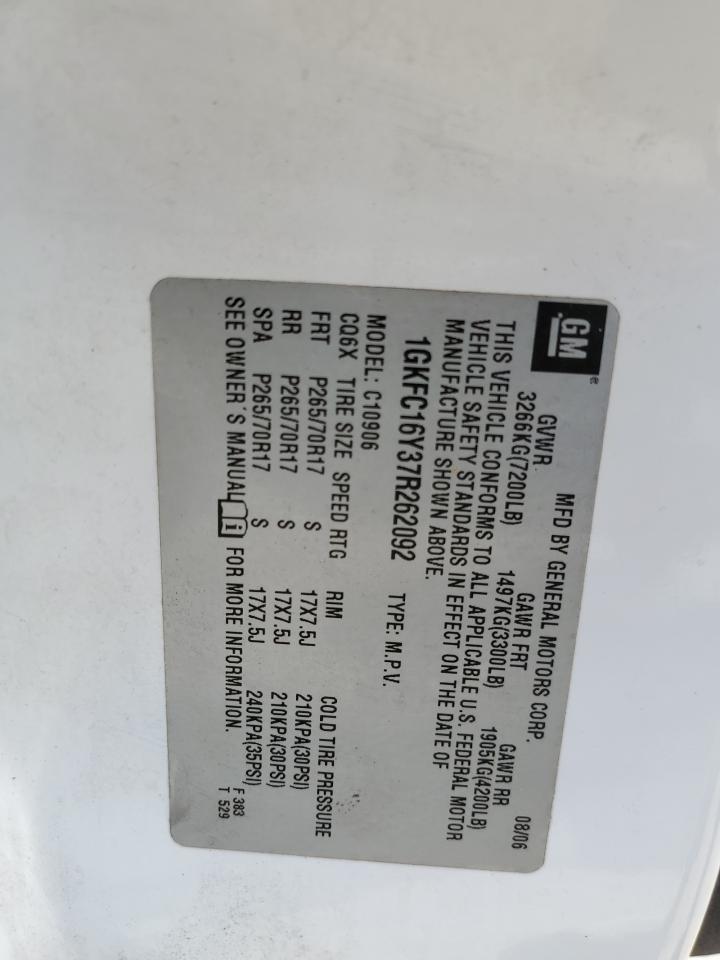 GM®
MFD BY GENERAL MOTORS CORP. 08/06
GVWR GAWR FRT GAWR RR
3266KG(7200LB) 1497KG(3300LB) 1905KG(4200LB)
THIS VEHICLE CONFORMS TO ALL APPLICABLE U.S. FEDERAL MOTOR
VEHICLE SAFETY STANDARDS IN EFFECT ON THE DATE OF
MANUFACTURE SHOWN ABOVE.
1GKFC16Y37R262092 TYPE: M.P.V.
MODEL: C10906
CQ6X TIRE SIZE SPEED RTG RIM COLD TIRE PRESSURE
FRT P265/70R17 S 17X7.5J 210KPA(30PSI)
RR P265/70R17 S 17X7.5J 210KPA(30PSI)
SPA P265/70R17 S 17X7.5J 240KPA(35PSI)
SEE OWNER'S MANUAL i FOR MORE INFORMATION.
F 383
T 529